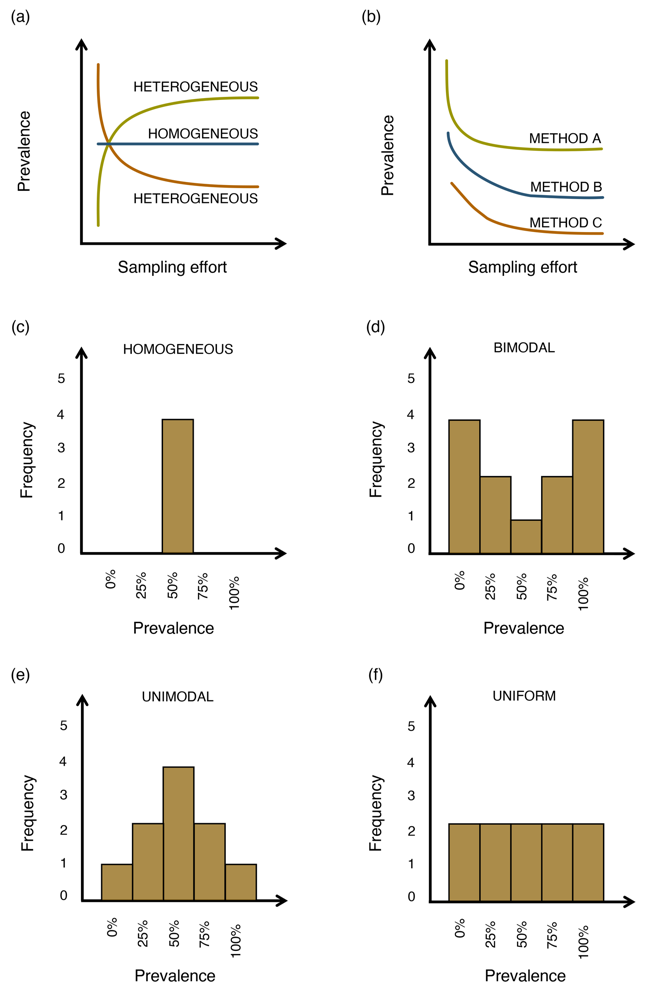 (a)
Prevalence
HETEROGENEOUS
HOMOGENEOUS
HETEROGENEOUS
Sampling effort
(b)
Prevalence
METHOD A
METHOD B
METHOD C
Sampling effort
(c)
HOMOGENEOUS
Frequency
5
4
3
2
1
0
0%
25%
50%
75%
100%
Prevalence
(d)
BIMODAL
Frequency
5
4
3
2
1
0
0%
25%
50%
75%
100%
Prevalence
(e)
UNIMODAL
Frequency
5
4
3
2
1
0
0%
25%
50%
75%
100%
Prevalence
(f)
UNIFORM
Frequency
5
4
3
2
1
0
0%
25%
50%
75%
100%
Prevalence